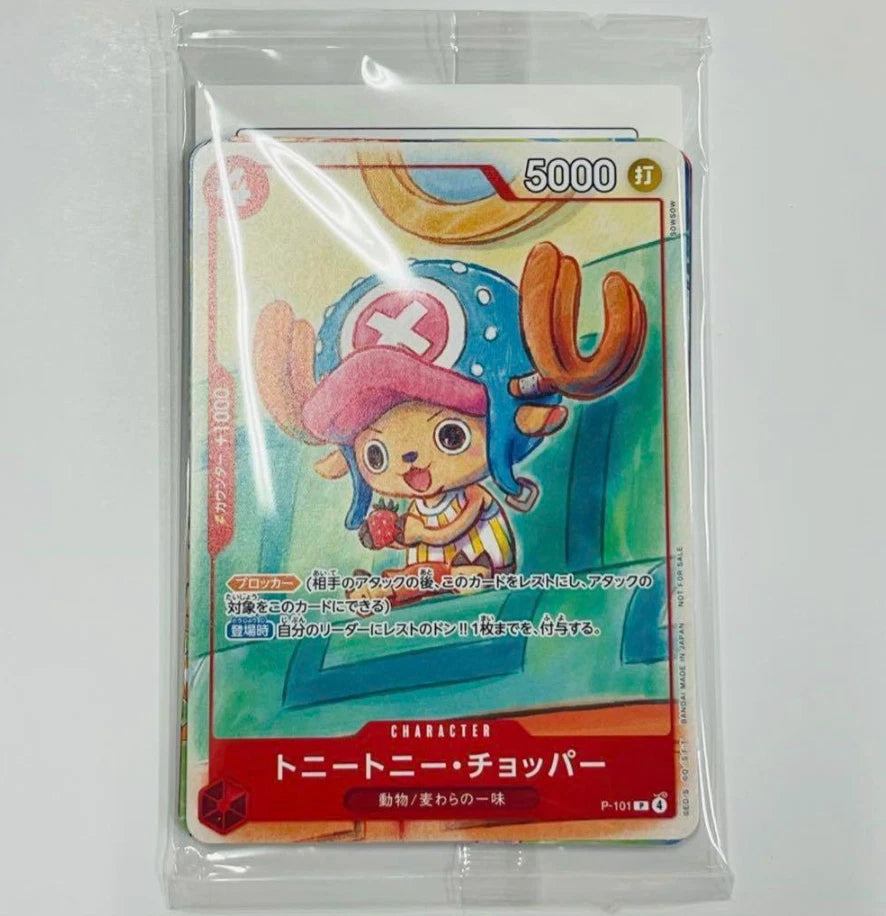 4
5000
打
SOWSOW
カウンター +1000
ブロッカー (相手のアタックの後、このカードをレストにし、アタックの
対象をこのカードにできる)
登場時 自分のリーダーにレストのドン!!1枚までを、付与する。
BANDAI MADE IN JAPAN NOT FOR SALE
CHARACTER
トニートニー・チョッパー
動物/麦わらの一味
P-101 P 4